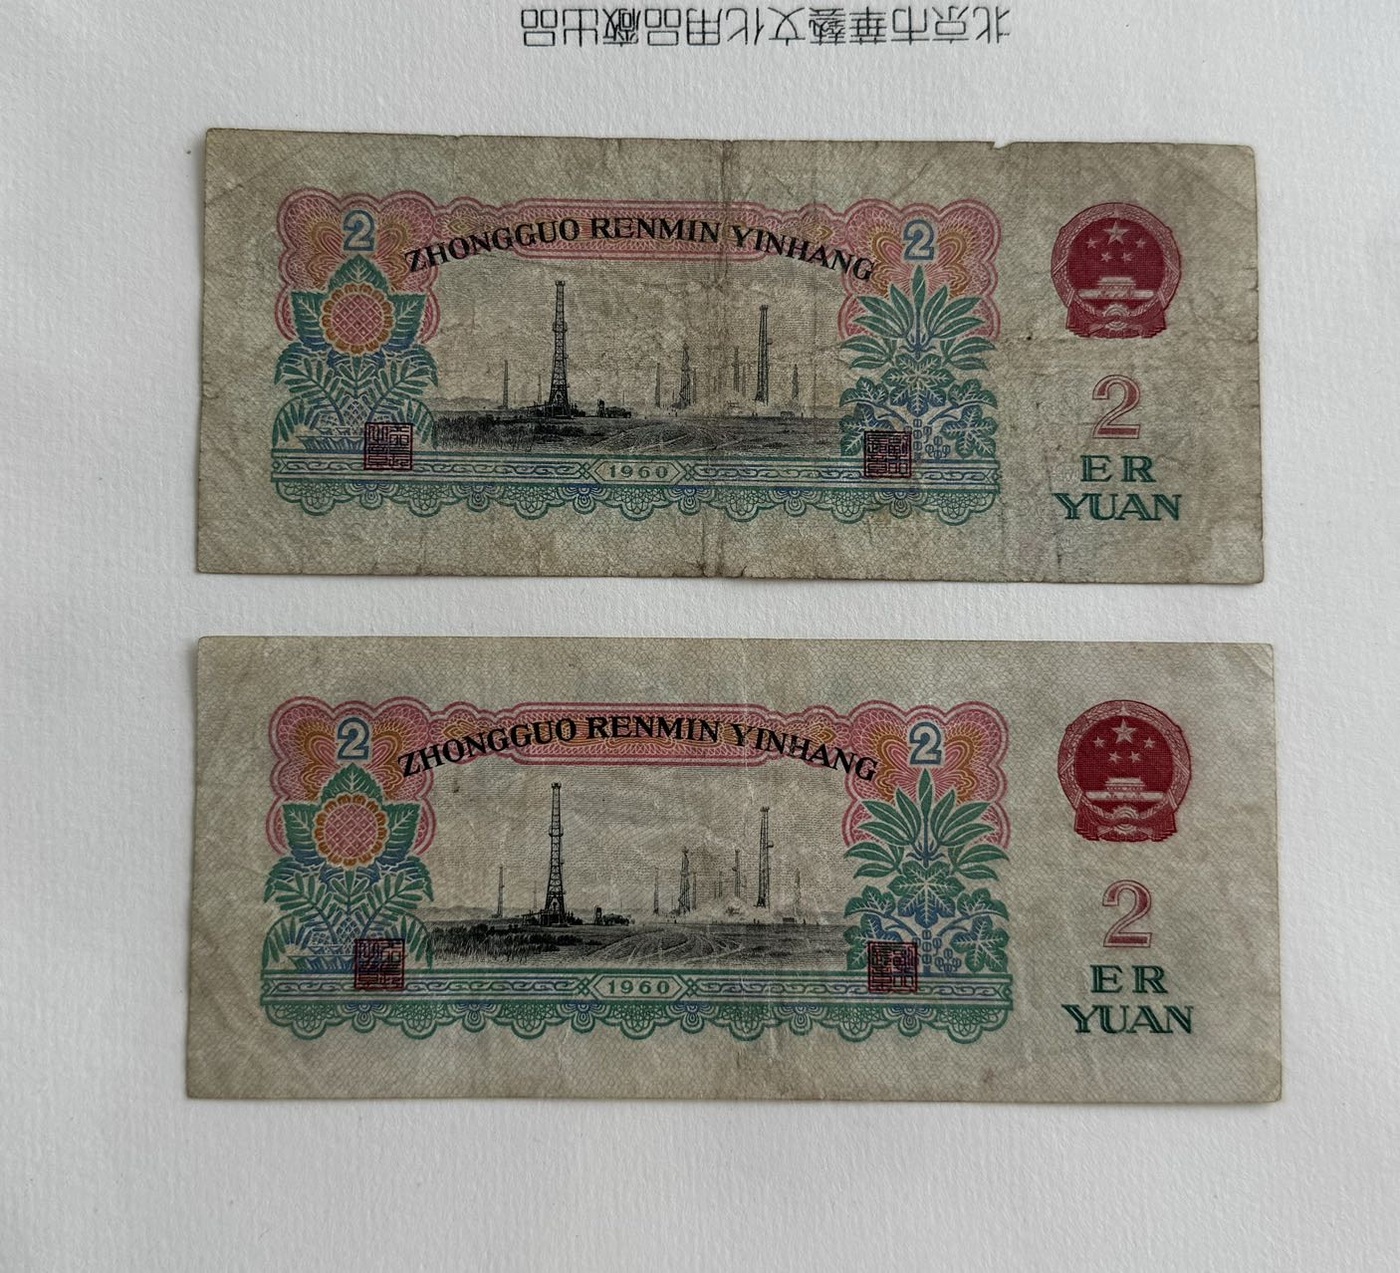 北京市華藝文化用品廠出品
2
ZHONGGUO RENMIN YINHANG
2
2
ER
YUAN
1960
2
ZHONGGUO RENMIN YINHANG
2
2
ER
YUAN
1960